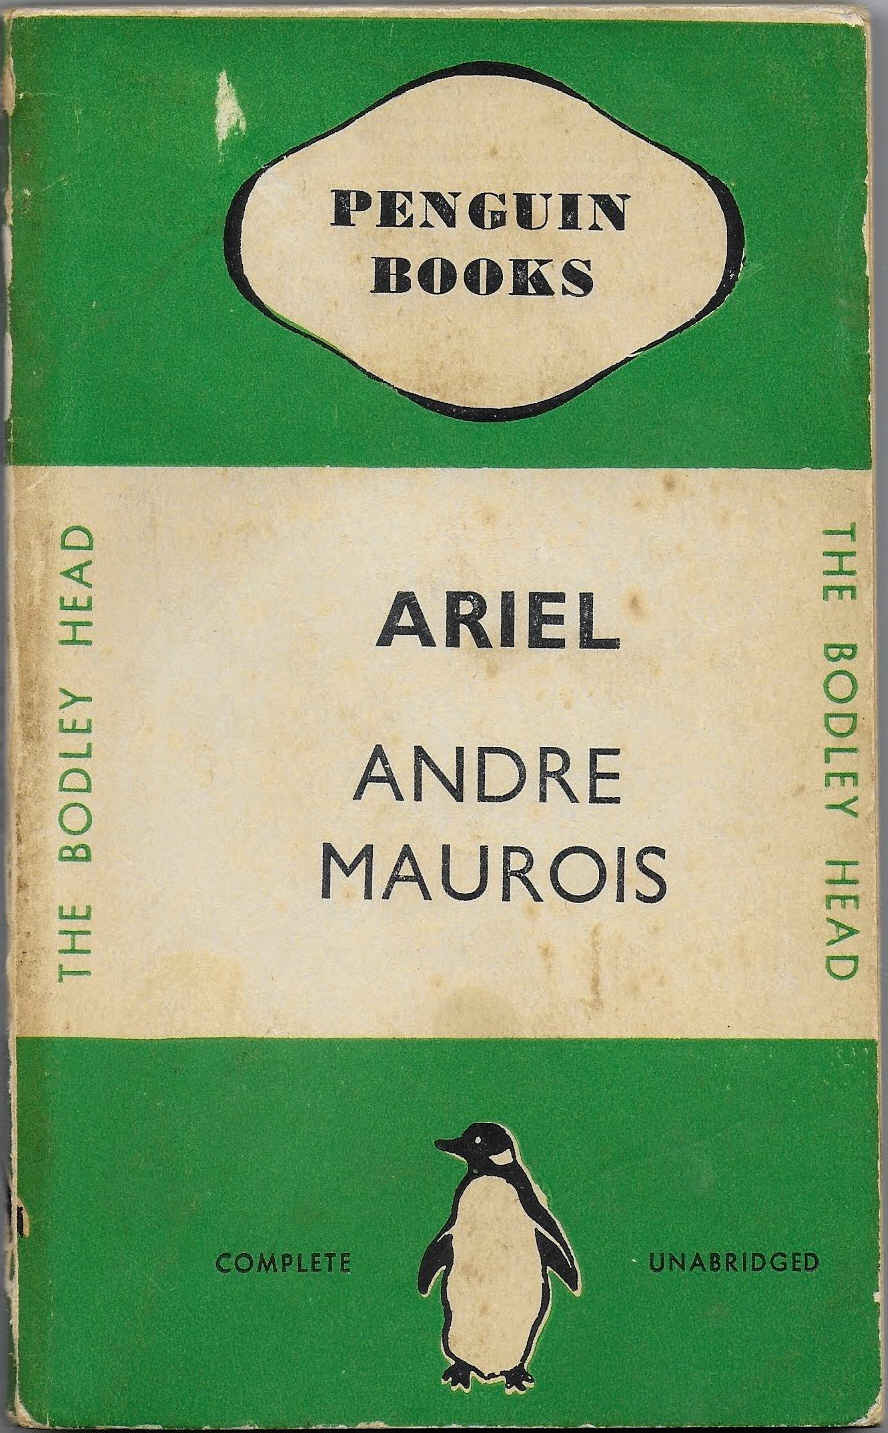 PENGUIN
BOOKS
THE BODLEY HEAD
ARIEL
ANDRE
MAUROIS
THE BODLEY HEAD
COMPLETE
UNABRIDGED